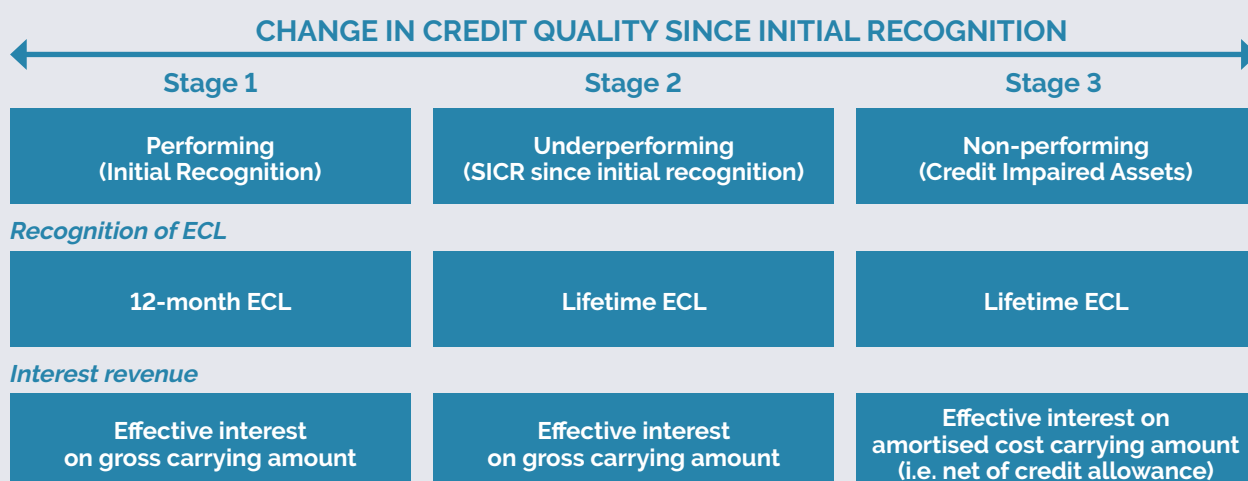 CHANGE IN CREDIT QUALITY SINCE INITIAL RECOGNITION
Stage 1
Stage 2
Stage 3
Performing
(Initial Recognition)
Underperforming
(SICR since initial recognition)
Non-performing
(Credit Impaired Assets)
Recognition of ECL
12-month ECL
Lifetime ECL
Lifetime ECL
Interest revenue
Effective interest
on gross carrying amount
Effective interest
on gross carrying amount
Effective interest on
amortised cost carrying amount
(i.e. net of credit allowance)